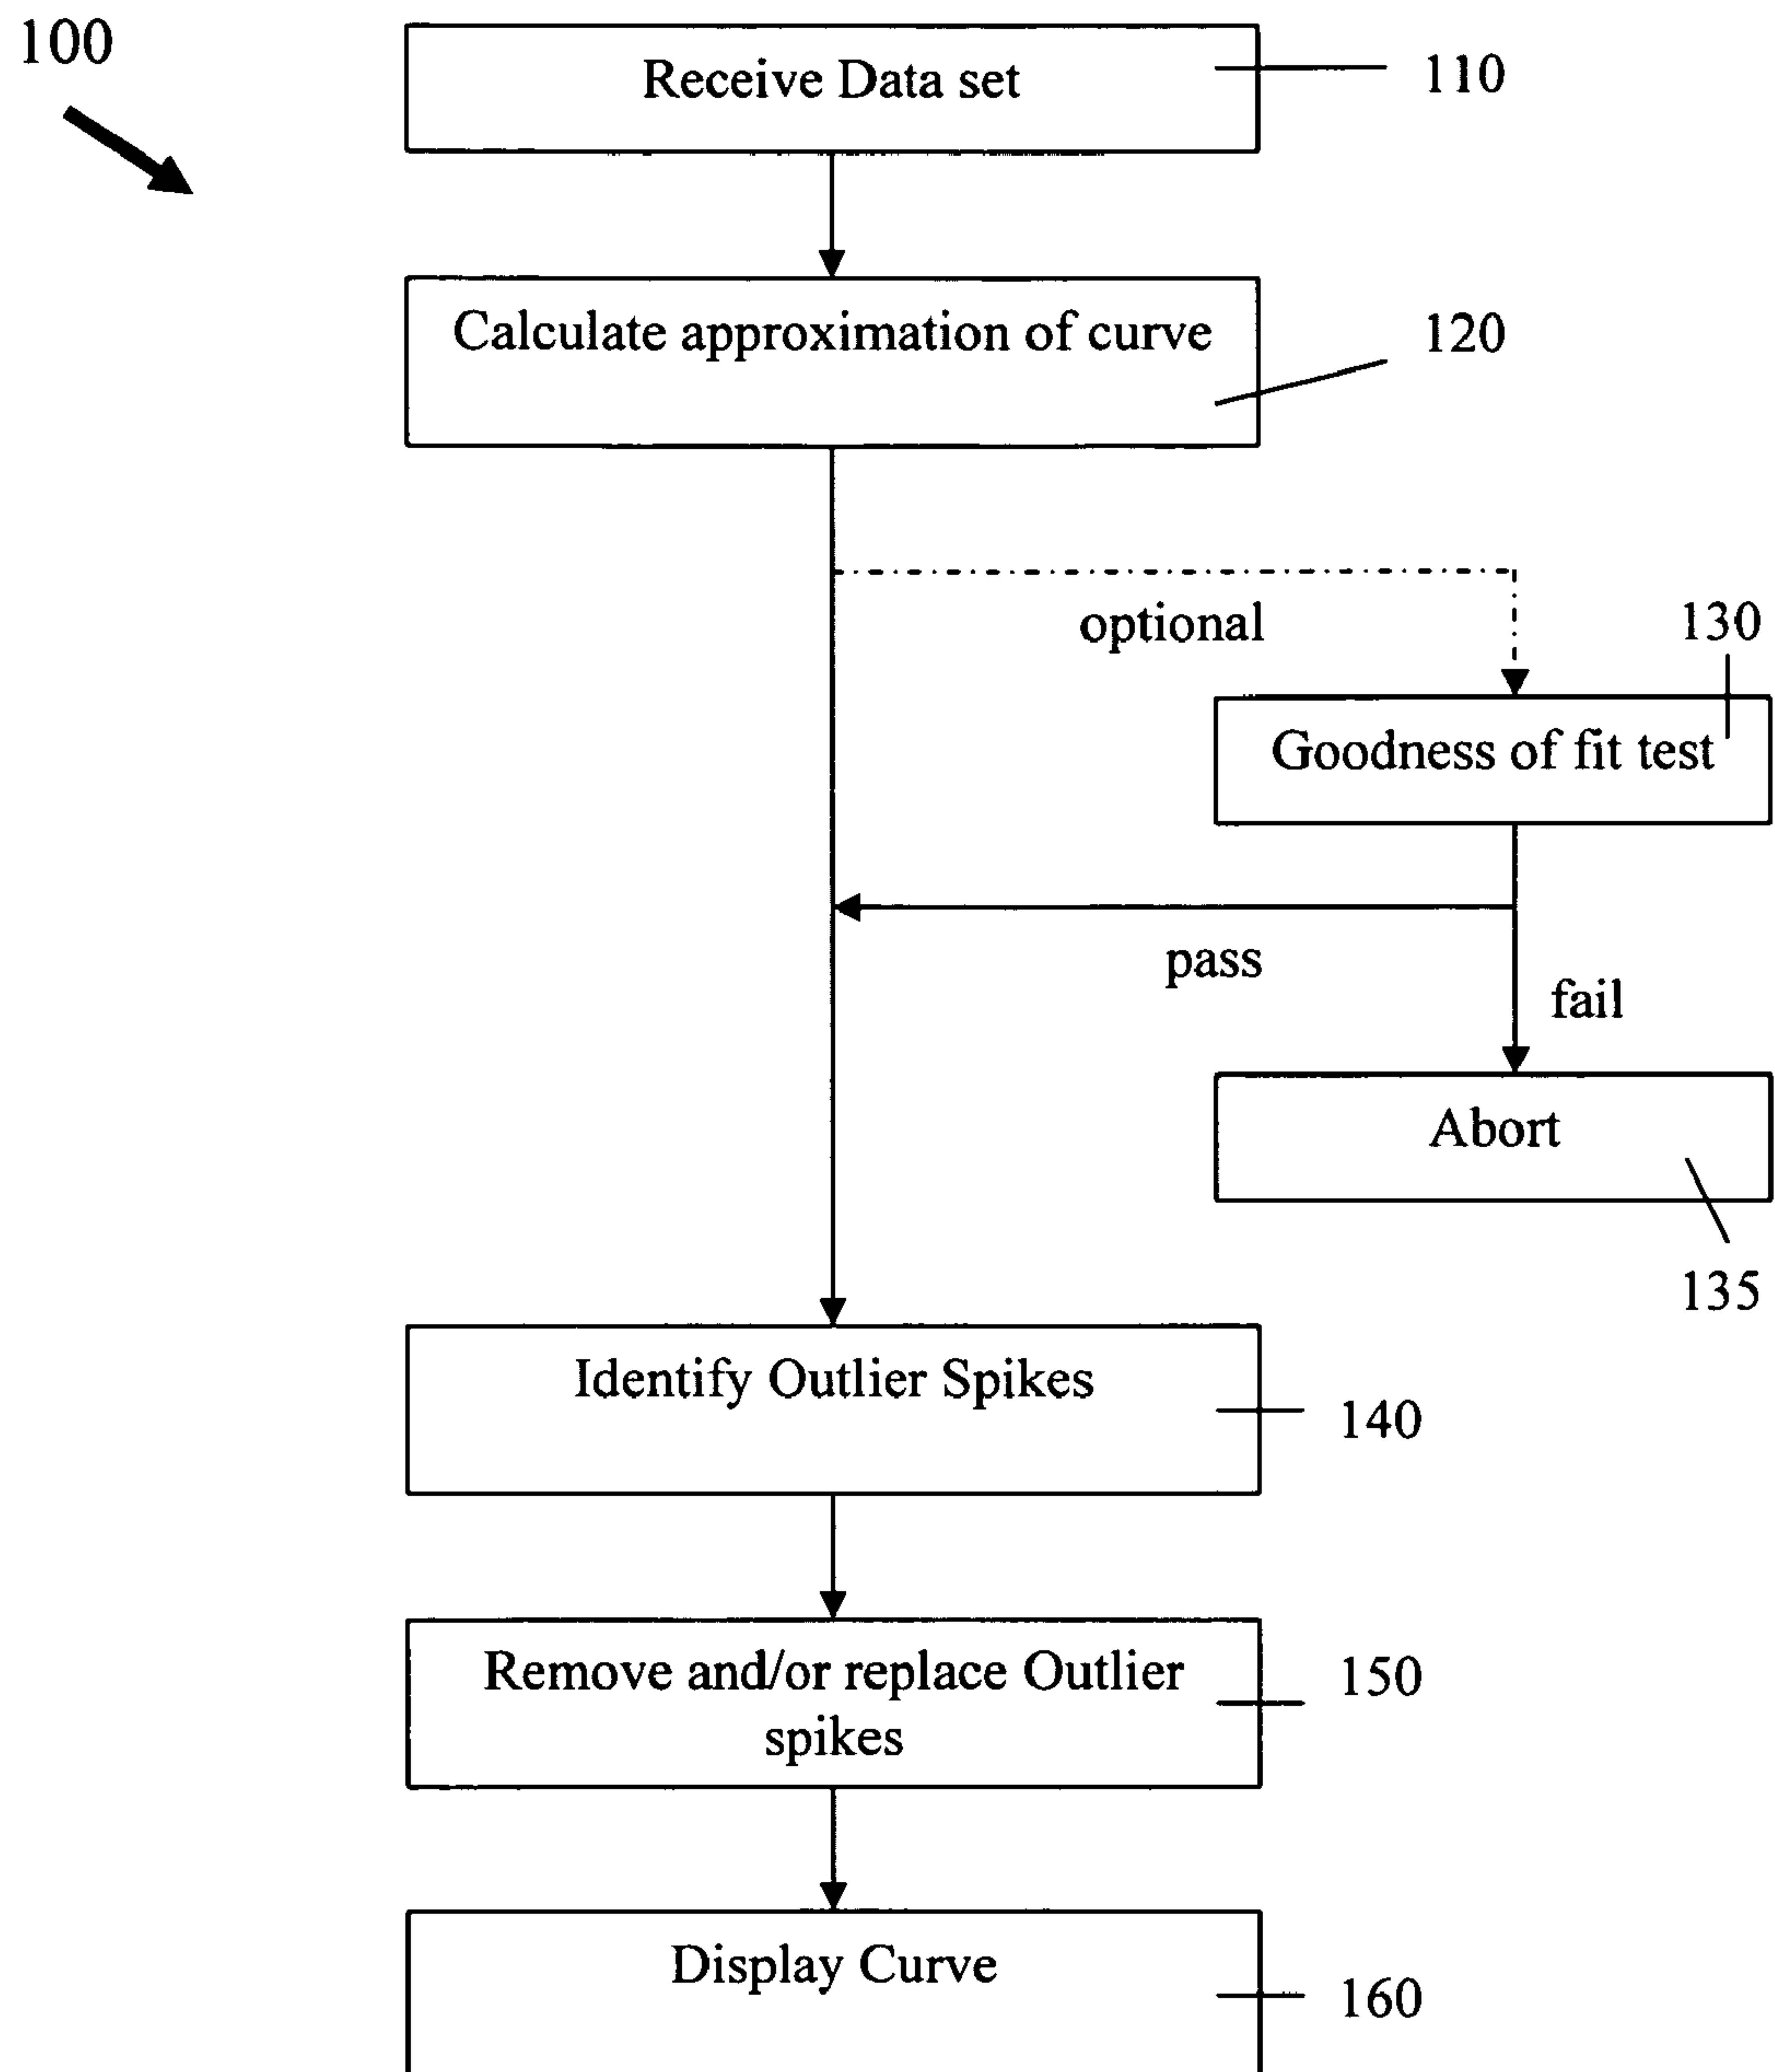 100
Receive Data set
110
Calculate approximation of curve
120
optional
130
Goodness of fit test
pass
fail
Abort
135
Identify Outlier Spikes
140
Remove and/or replace Outlier
spikes
150
Display Curve
160